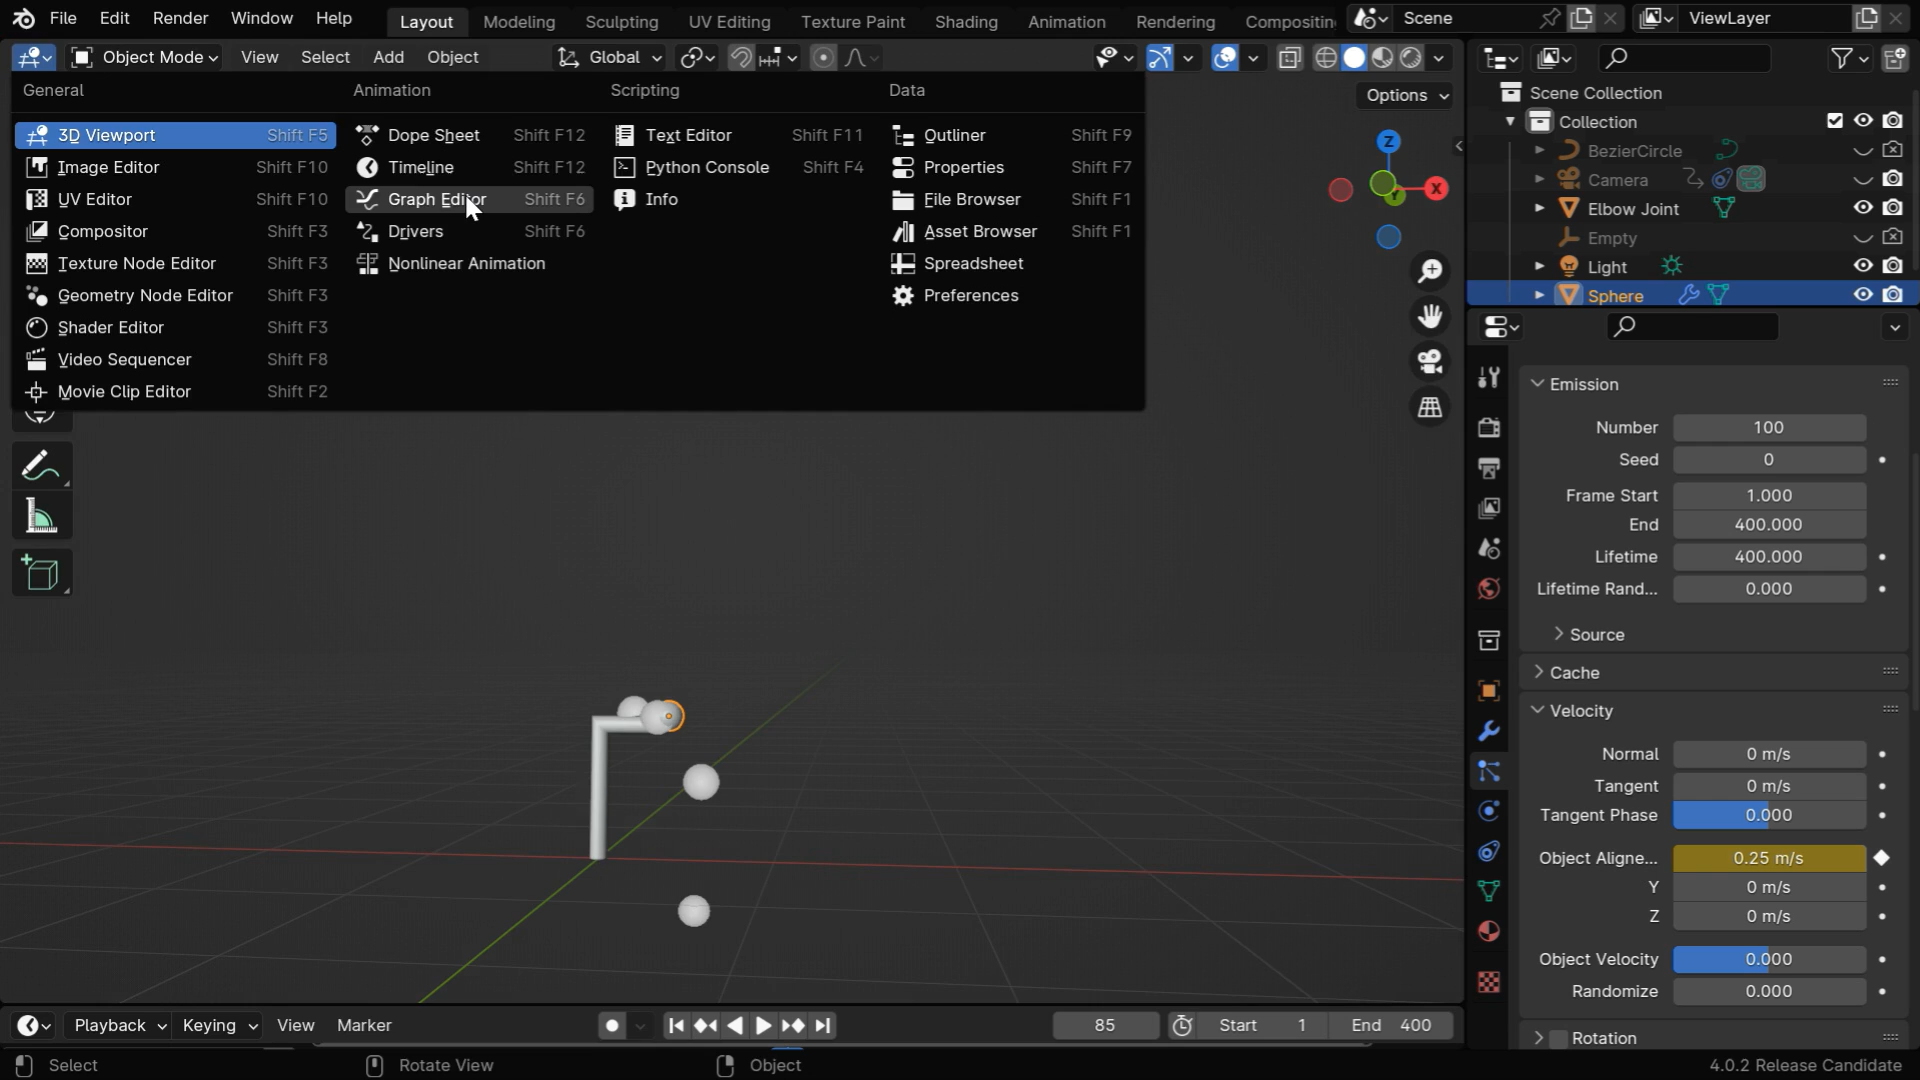 File Edit Render Window Help Layout Modeling Sculpting UV Editing Texture Paint Shading Animation Rendering Compositin Scene ViewLayer
Object Mode View Select Add Object Global
Options
General
3D Viewport Shift F5
Image Editor Shift F10
UV Editor Shift F10
Compositor Shift F3
Texture Node Editor Shift F3
Geometry Node Editor Shift F3
Shader Editor Shift F3
Video Sequencer Shift F8
Movie Clip Editor Shift F2
Animation
Dope Sheet Shift F12
Timeline Shift F12
Graph Editor Shift F6
Drivers Shift F6
Nonlinear Animation
Scripting
Text Editor Shift F11
Python Console Shift F4
Info
Data
Outliner Shift F9
Properties Shift F7
File Browser Shift F1
Asset Browser Shift F1
Spreadsheet
Preferences
Z
X
Y
Scene Collection
Collection
BezierCircle
Camera
Elbow Joint
Empty
Light
Sphere
Emission
Number 100
Seed 0
Frame Start 1.000
End 400.000
Lifetime 400.000
Lifetime Rand... 0.000
Source
Cache
Velocity
Normal 0 m/s
Tangent 0 m/s
Tangent Phase 0.000
Object Aligne... 0.25 m/s
Y 0 m/s
Z 0 m/s
Object Velocity 0.000
Randomize 0.000
Rotation
Playback Keying View Marker 85 Start 1 End 400
Select Rotate View Object 4.0.2 Release Candidate